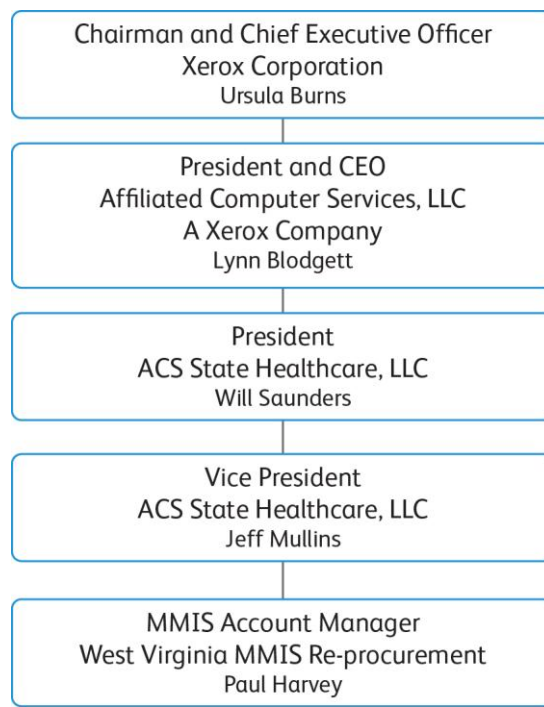 Chairman and Chief Executive Officer
Xerox Corporation
Ursula Burns
President and CEO
Affiliated Computer Services, LLC
A Xerox Company
Lynn Blodgett
President
ACS State Healthcare, LLC
Will Saunders
Vice President
ACS State Healthcare, LLC
Jeff Mullins
MMIS Account Manager
West Virginia MMIS Re-procurement
Paul Harvey